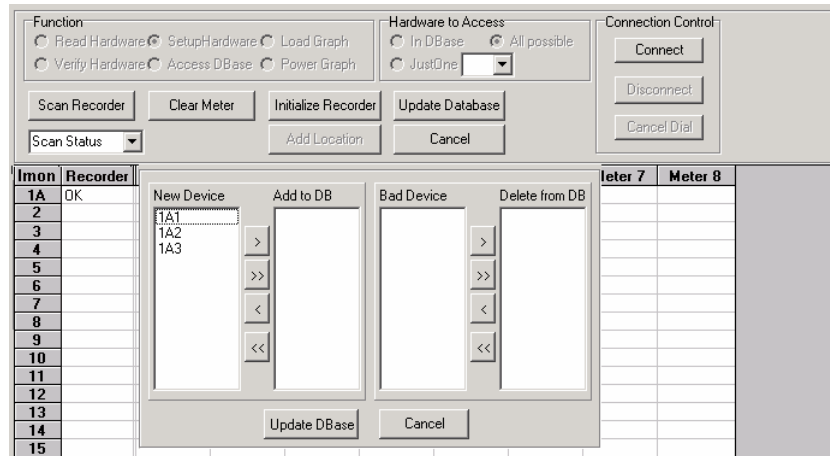 Function
Read Hardware SetupHardware Load Graph
Verify Hardware Access DBase Power Graph
Hardware to Access
In DBase All possible
JustOne
Connection Control
Connect
Disconnect
Cancel Dial
Scan Recorder Clear Meter Initialize Recorder Update Database
Scan Status Add Location Cancel
Imon Recorder Meter 7 Meter 8
1A OK
2
3
4
5
6
7
8
9
10
11
12
13
14
15
New Device Add to DB Bad Device Delete from DB
1A1
1A2
1A3
> >
>> >>
< <
<< <<
Update DBase Cancel